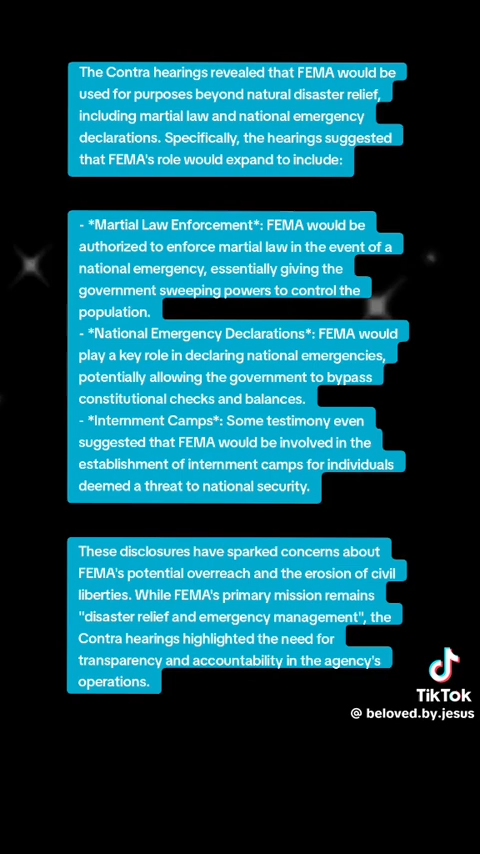 The Contra hearings revealed that FEMA would be
used for purposes beyond natural disaster relief,
including martial law and national emergency
declarations. Specifically, the hearings suggested
that FEMA's role would expand to include:
- *Martial Law Enforcement*: FEMA would be
authorized to enforce martial law in the event of a
national emergency, essentially giving the
government sweeping powers to control the
population.
- *National Emergency Declarations*: FEMA would
play a key role in declaring national emergencies,
potentially allowing the government to bypass
constitutional checks and balances.
- *Internment Camps*: Some testimony even
suggested that FEMA would be involved in the
establishment of internment camps for individuals
deemed a threat to national security.
These disclosures have sparked concerns about
FEMA's potential overreach and the erosion of civil
liberties. While FEMA's primary mission remains
"disaster relief and emergency management", the
Contra hearings highlighted the need for
transparency and accountability in the agency's
operations.
TikTok
@ beloved.by.jesus